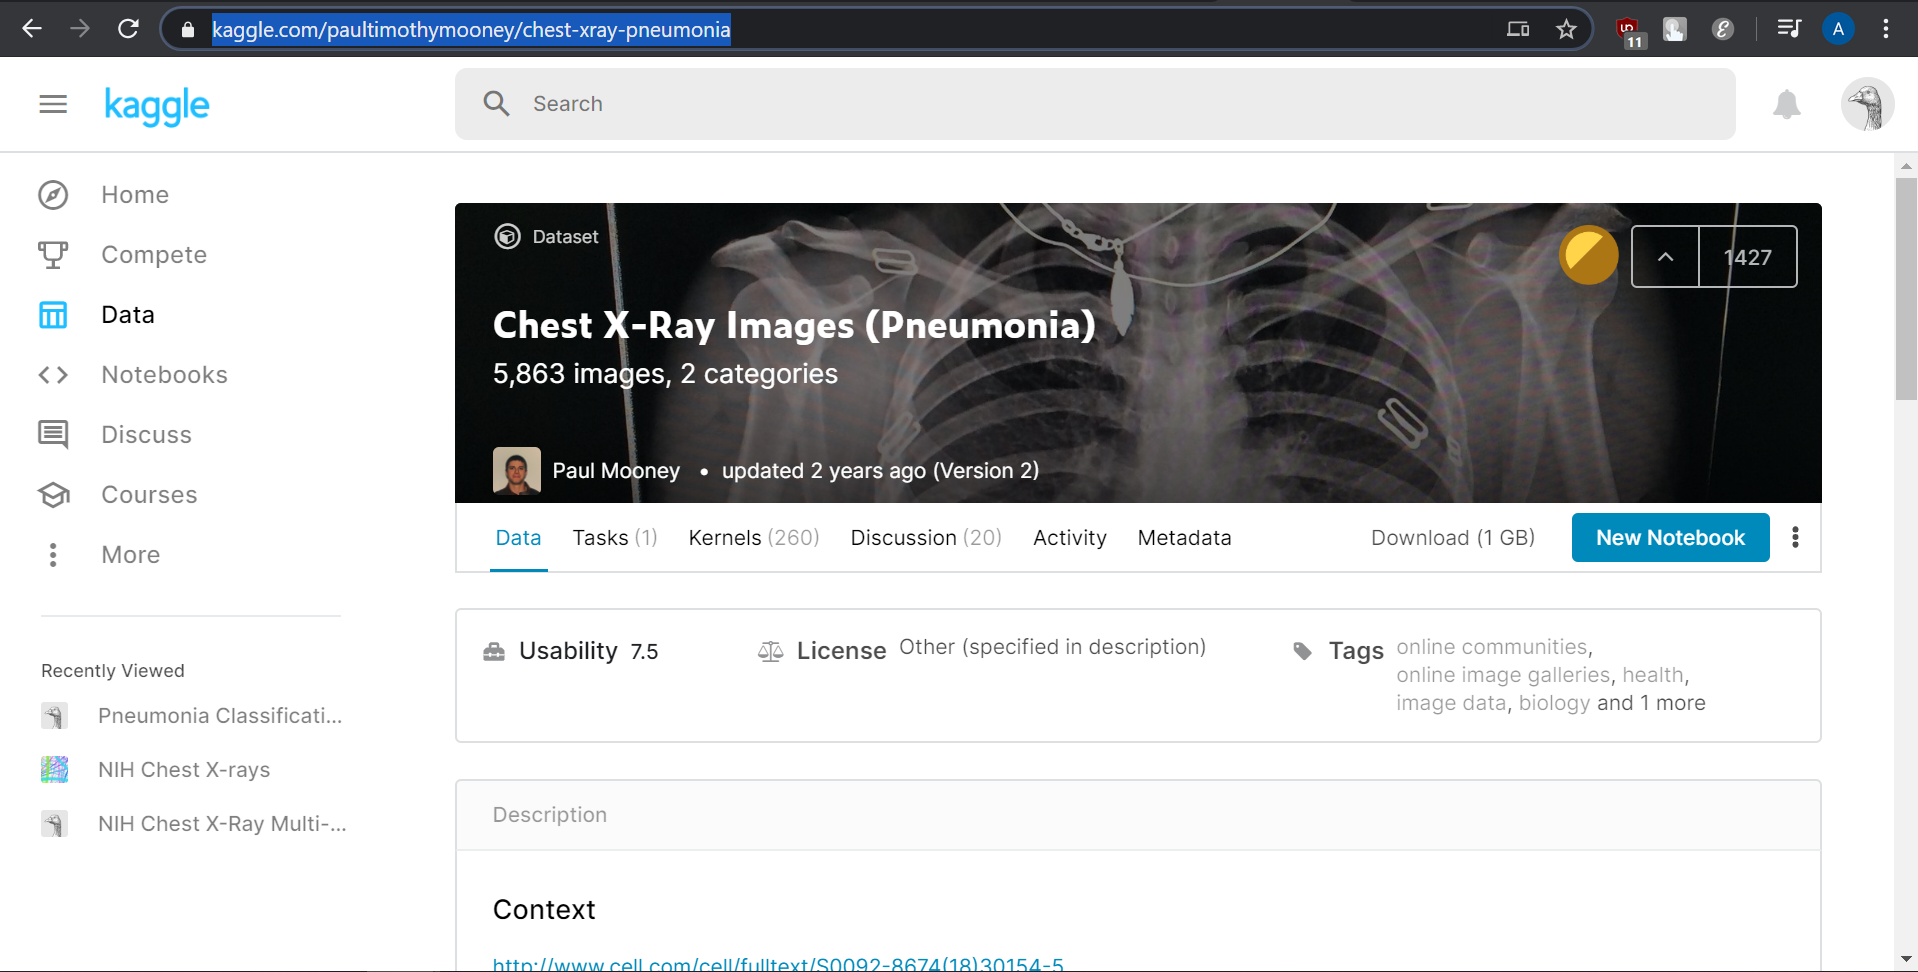 kaggle.com/paultimothymooney/chest-xray-pneumonia
11
A
kaggle
Search
Home
Compete
Data
Notebooks
Discuss
Courses
More
Recently Viewed
Pneumonia Classificati...
NIH Chest X-rays
NIH Chest X-Ray Multi-...
Dataset
1427
Chest X-Ray Images (Pneumonia)
5,863 images, 2 categories
Paul Mooney • updated 2 years ago (Version 2)
Data Tasks (1) Kernels (260) Discussion (20) Activity Metadata Download (1 GB) New Notebook
Usability 7.5 License Other (specified in description) Tags online communities,
online image galleries, health,
image data, biology and 1 more
Description
Context
http://www.cell.com/cell/fulltext/S0092-8674(18)30154-5